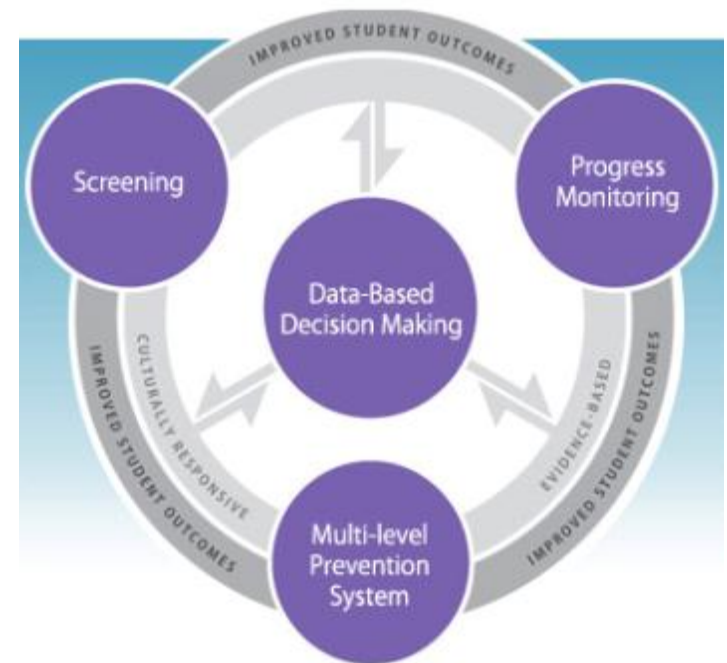 IMPROVED STUDENT OUTCOMES
Screening
Progress
Monitoring
Data-Based
Decision Making
IMPROVED STUDENT OUTCOMES
CULTURALLY RESPONSIVE
EVIDENCE-BASED
IMPROVED STUDENT OUTCOMES
Multi-level
Prevention
System